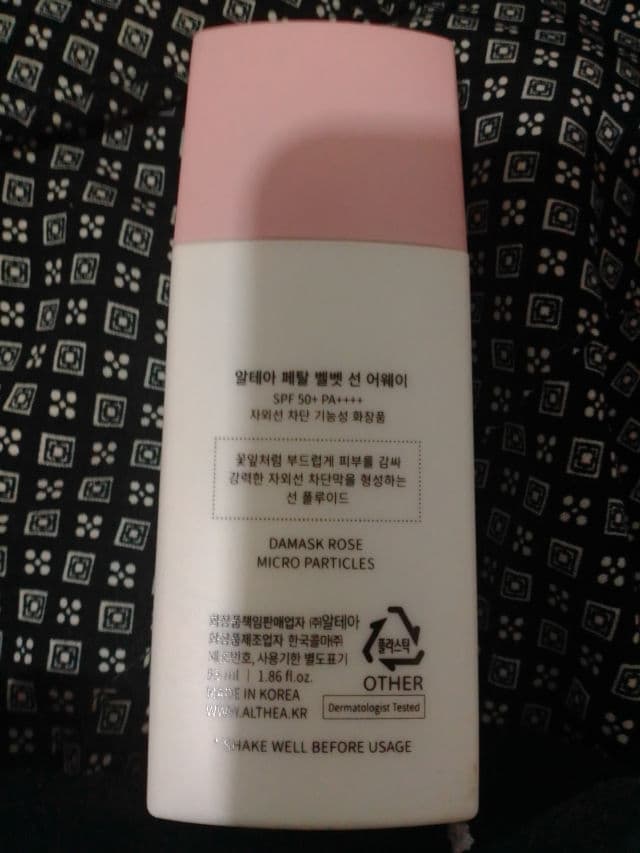 알테아 페탈 벨벳 선 어웨이
SPF 50+ PA++++
자외선 차단 기능성 화장품
꽃잎처럼 부드럽게 피부를 감싸
강력한 자외선 차단막을 형성하는
선 플루이드
DAMASK ROSE
MICRO PARTICLES
화장품책임판매업자 ㈜알테아
화장품제조업자 한국콜마㈜
제조번호, 사용기한 별도표기
ml | 1.86 fl.oz.
MADE IN KOREA
WWW.ALTHEA.KR
플라스틱
OTHER
Dermatologist Tested
* SHAKE WELL BEFORE USAGE